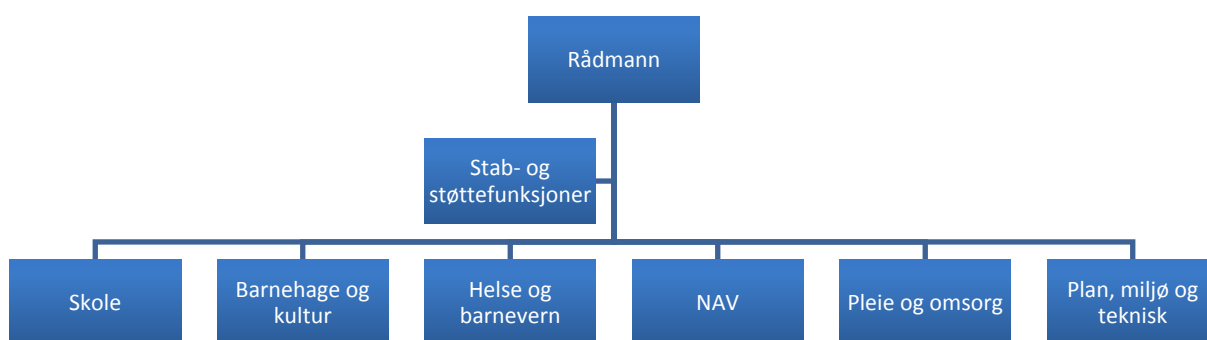 Rådmann
Stab- og
støttefunksjoner
Skole
Barnehage og
kultur
Helse og
barnevern
NAV
Pleie og omsorg
Plan, miljø og
teknisk